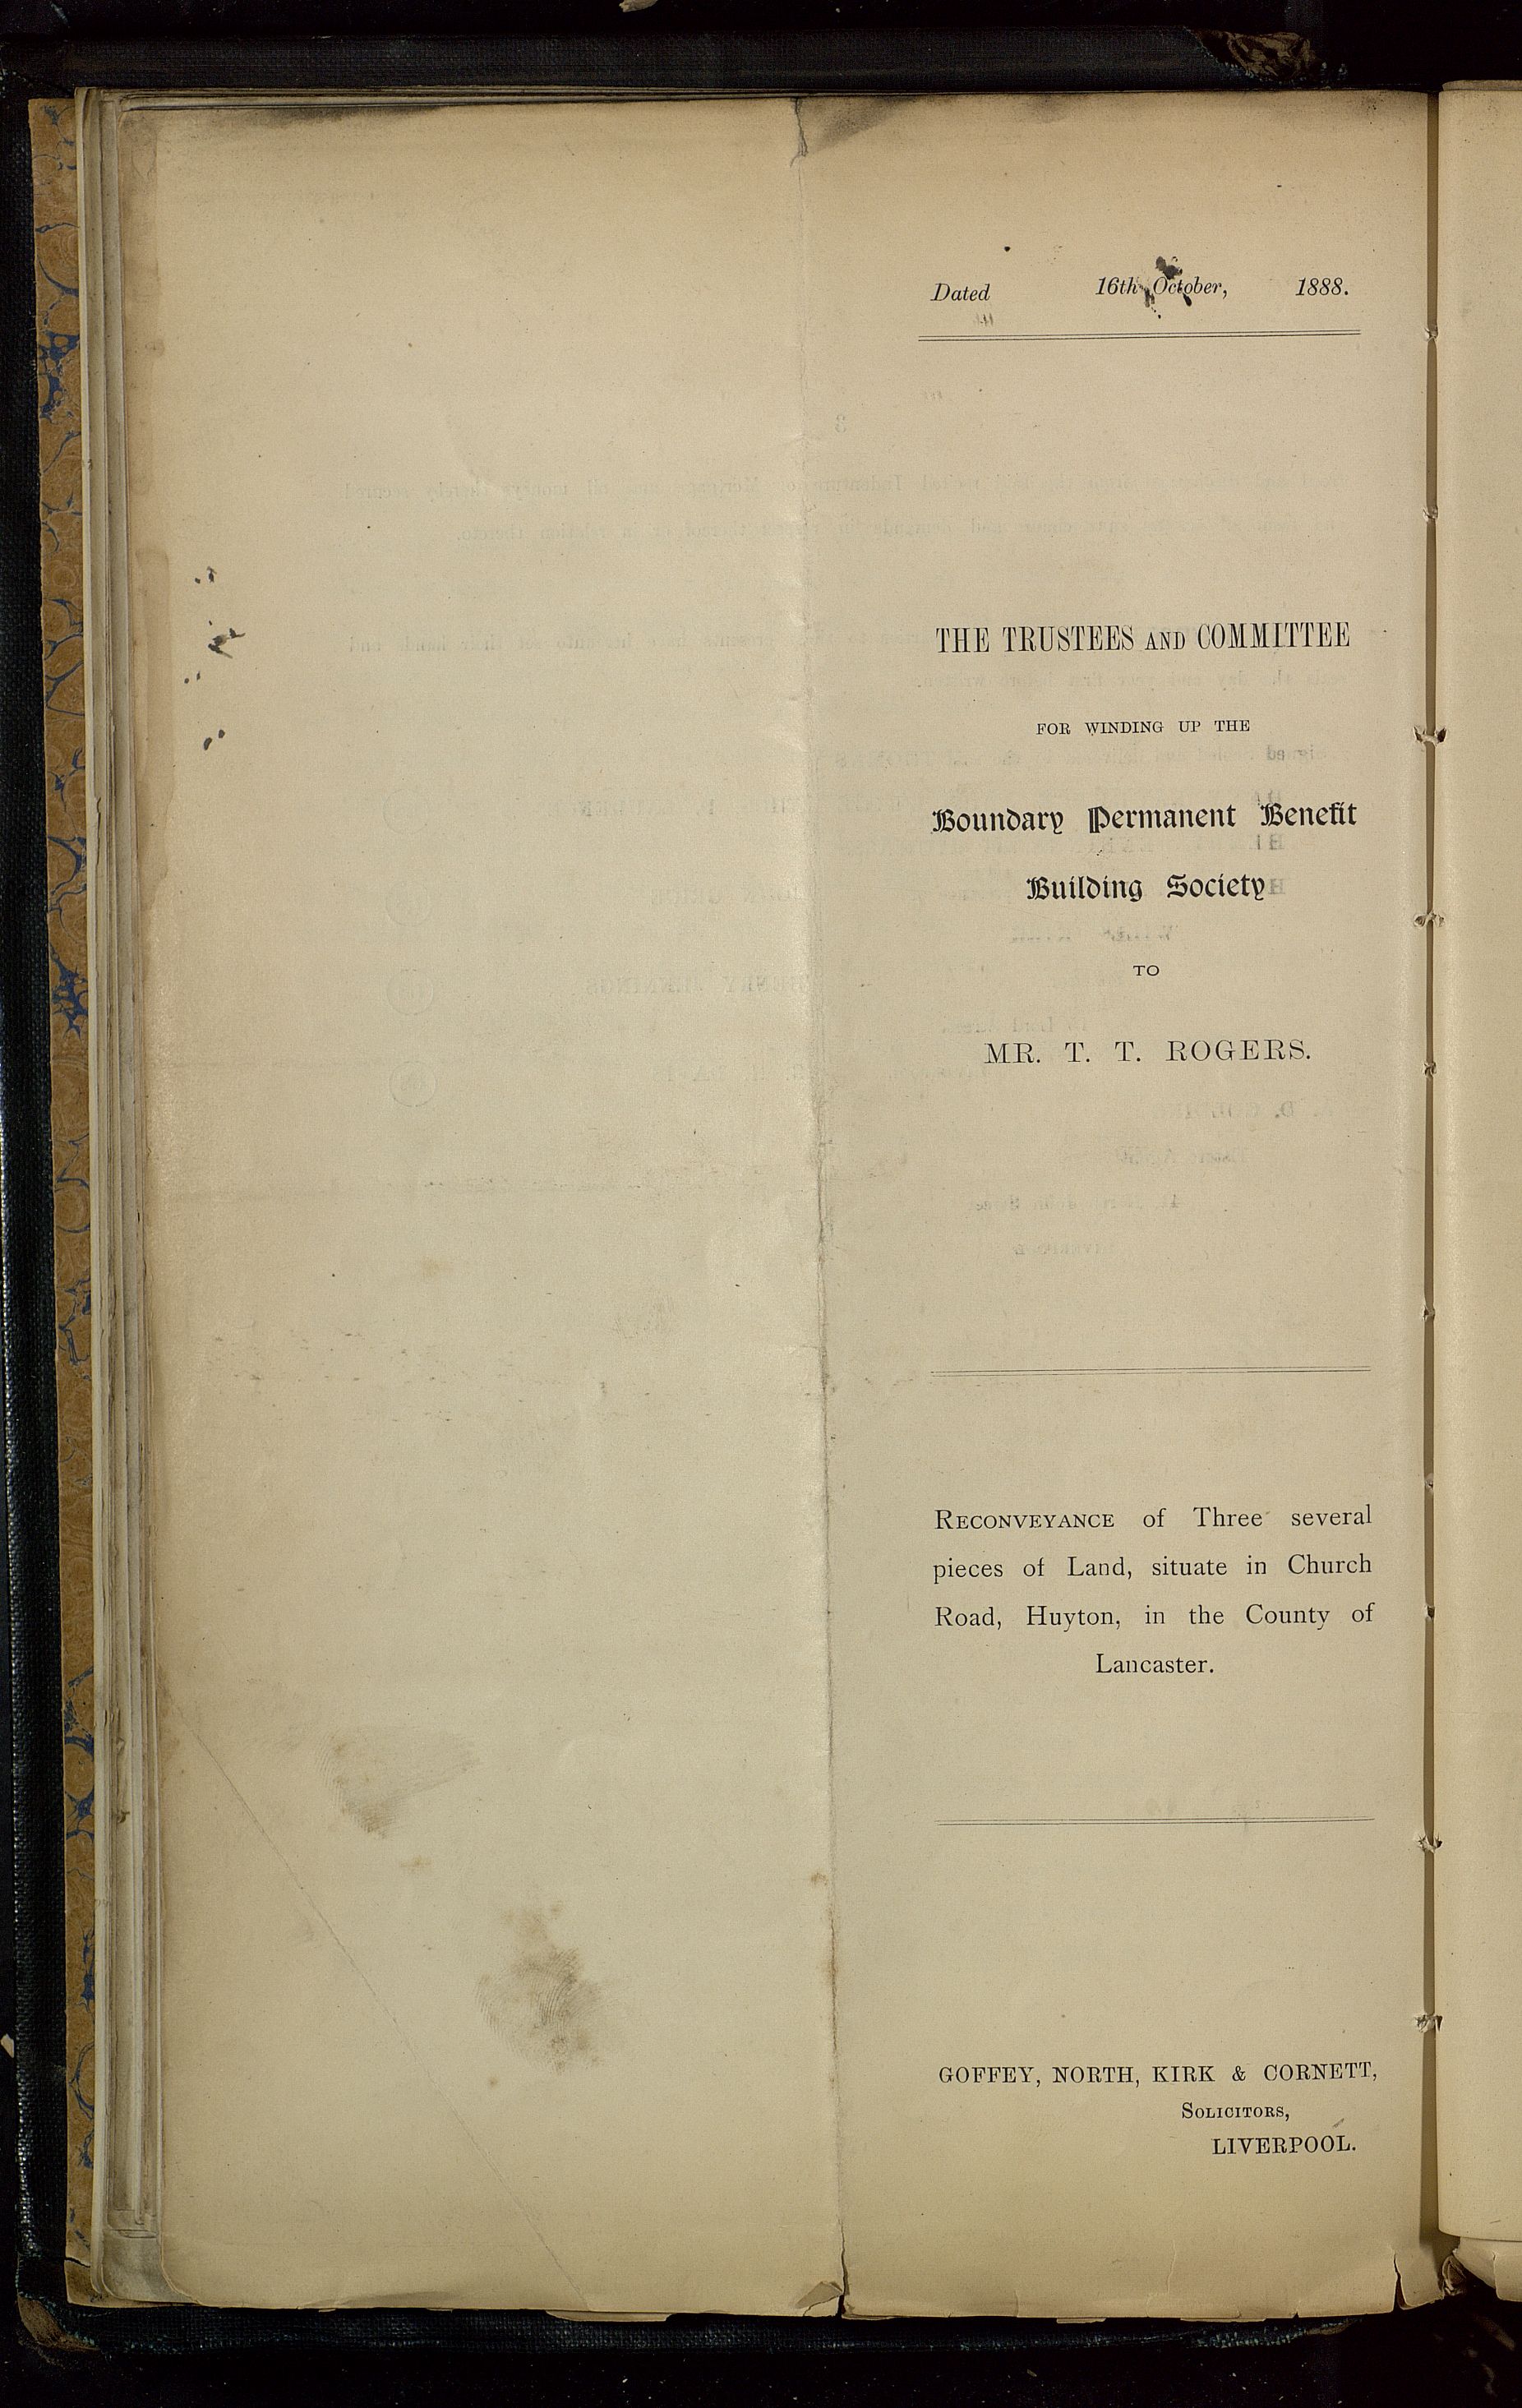 Dated 16th October, 1888.
THE TRUSTEES AND COMMITTEE
FOR WINDING UP THE
Boundary Permanent Benefit
Building Society
TO
MR. T. T. ROGERS.
RECONVEYANCE of Three several
pieces of Land, situate in Church
Road, Huyton, in the County of
Lancaster.
GOFFEY, NORTH, KIRK & CORNETT,
SOLICITORS,
LIVERPOOL.